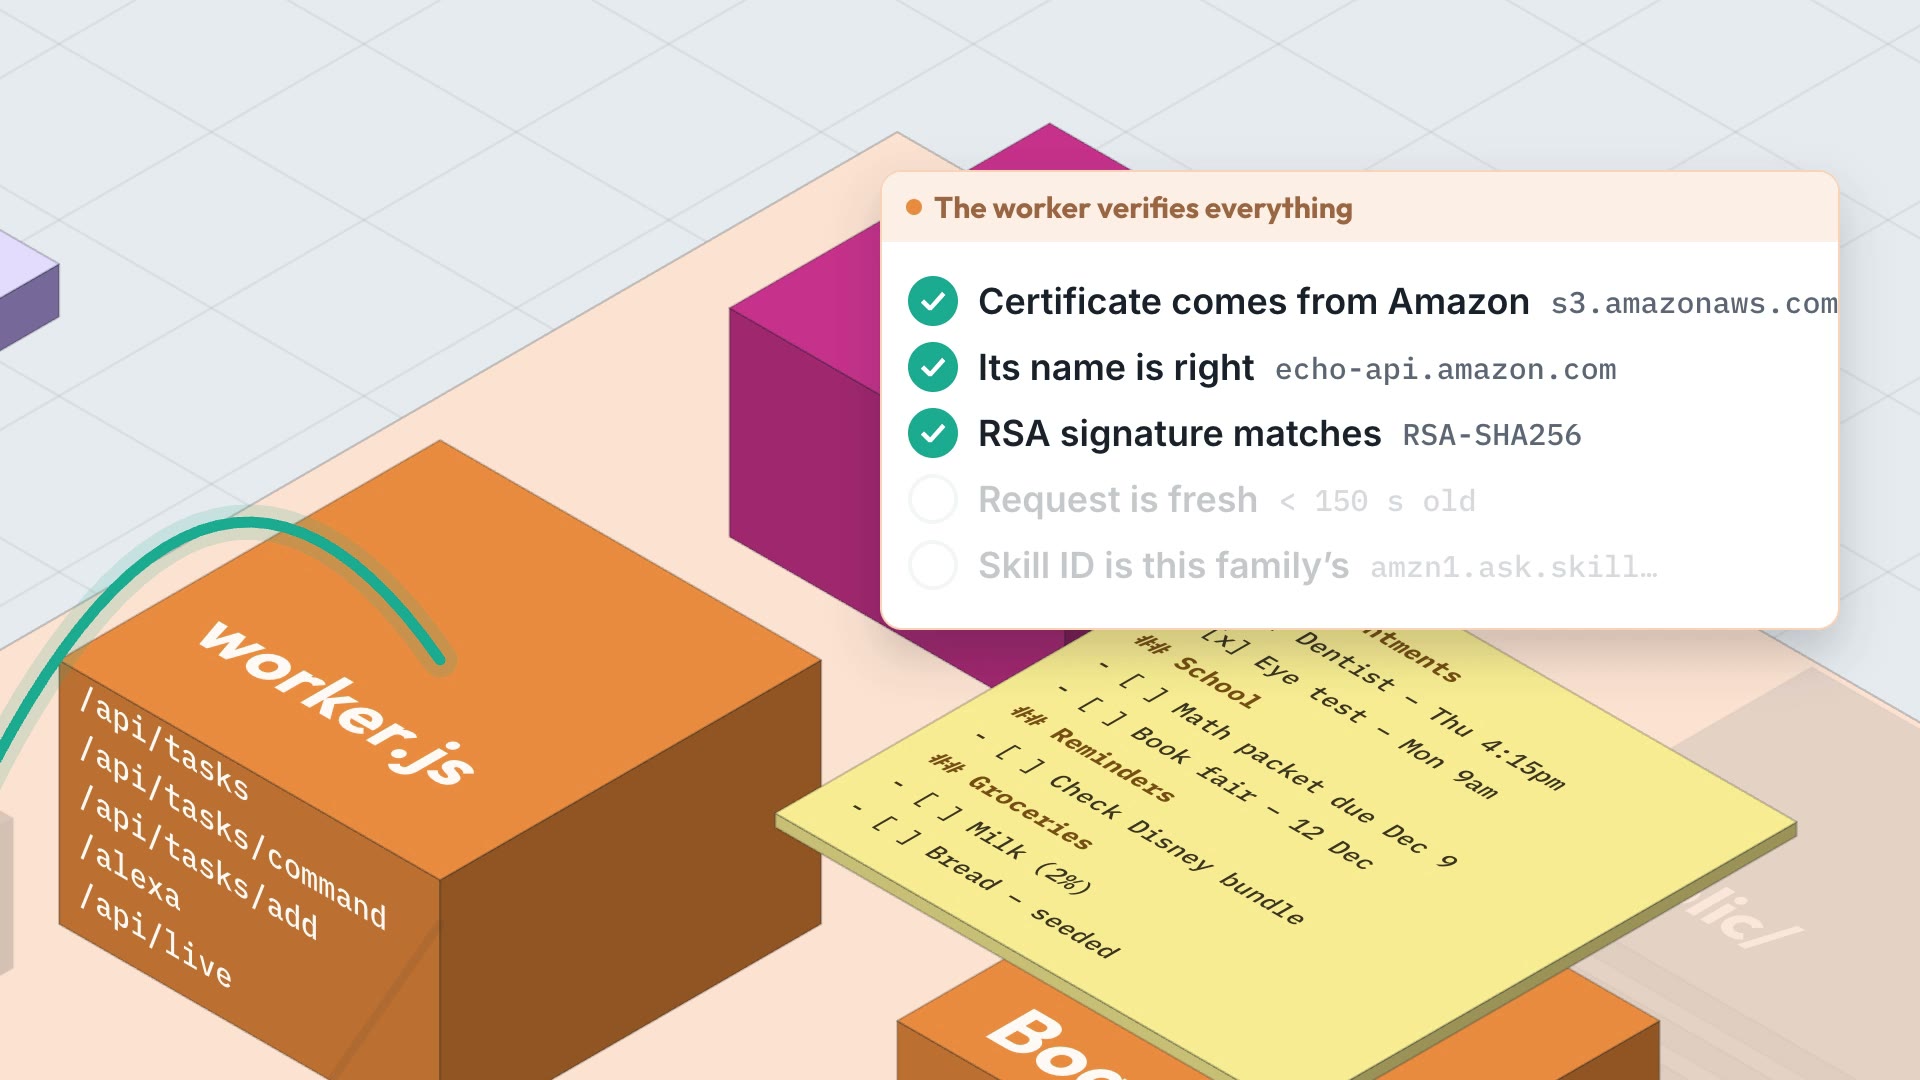 The worker verifies everything
Certificate comes from Amazon s3.amazonaws.com
Its name is right echo-api.amazon.com
RSA signature matches RSA-SHA256
Request is fresh < 150 s old
Skill ID is this family’s amzn1.ask.skill…
worker.js
/api/tasks
/api/tasks/command
/api/tasks/add
/alexa
/api/live
Dentist – Thu 4:15pm
[x] Eye test – Mon 9am
## School
- [ ] Math packet due Dec 9
- [ ] Book fair – 12 Dec
## Reminders
- [ ] Check Disney bundle
## Groceries
- [ ] Milk (2%)
- [ ] Bread – seeded